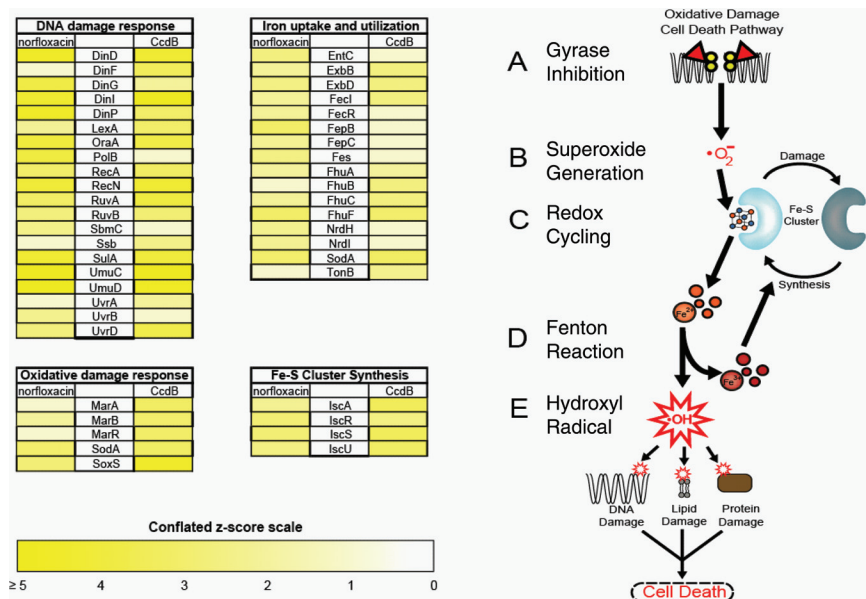 DNA damage response
norfloxacin CcdB
DinD
DinF
DinG
DinI
DinP
LexA
OraA
PolB
RecA
RecN
RuvA
RuvB
SbmC
Ssb
SulA
UmuC
UmuD
UvrA
UvrB
UvrD
Iron uptake and utilization
norfloxacin CcdB
EntC
ExbB
ExbD
FecI
FecR
FepB
FepC
Fes
FhuA
FhuB
FhuC
FhuF
NrdH
NrdI
SodA
TonB
Oxidative damage response
norfloxacin CcdB
MarA
MarB
MarR
SodA
SoxS
Fe-S Cluster Synthesis
norfloxacin CcdB
IscA
IscR
IscS
IscU
Conflated z-score scale
≥ 5 4 3 2 1 0
Oxidative Damage
Cell Death Pathway
A Gyrase
Inhibition
B Superoxide
Generation
•O₂⁻
Damage
C Redox
Cycling
Fe-S
Cluster
Synthesis
Fe²⁺
D Fenton
Reaction
Fe³⁺
E Hydroxyl
Radical
•OH
DNA
Damage
Lipid
Damage
Protein
Damage
Cell Death